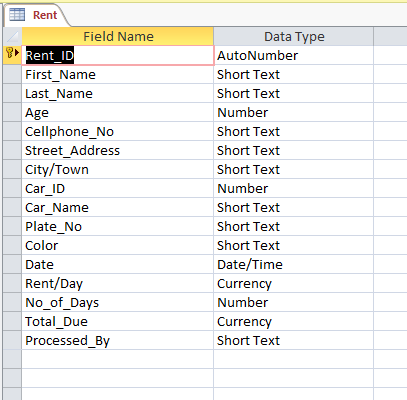 Rent
Field Name Data Type
Rent_ID AutoNumber
First_Name Short Text
Last_Name Short Text
Age Number
Cellphone_No Short Text
Street_Address Short Text
City/Town Short Text
Car_ID Number
Car_Name Short Text
Plate_No Short Text
Color Short Text
Date Date/Time
Rent/Day Currency
No_of_Days Number
Total_Due Currency
Processed_By Short Text